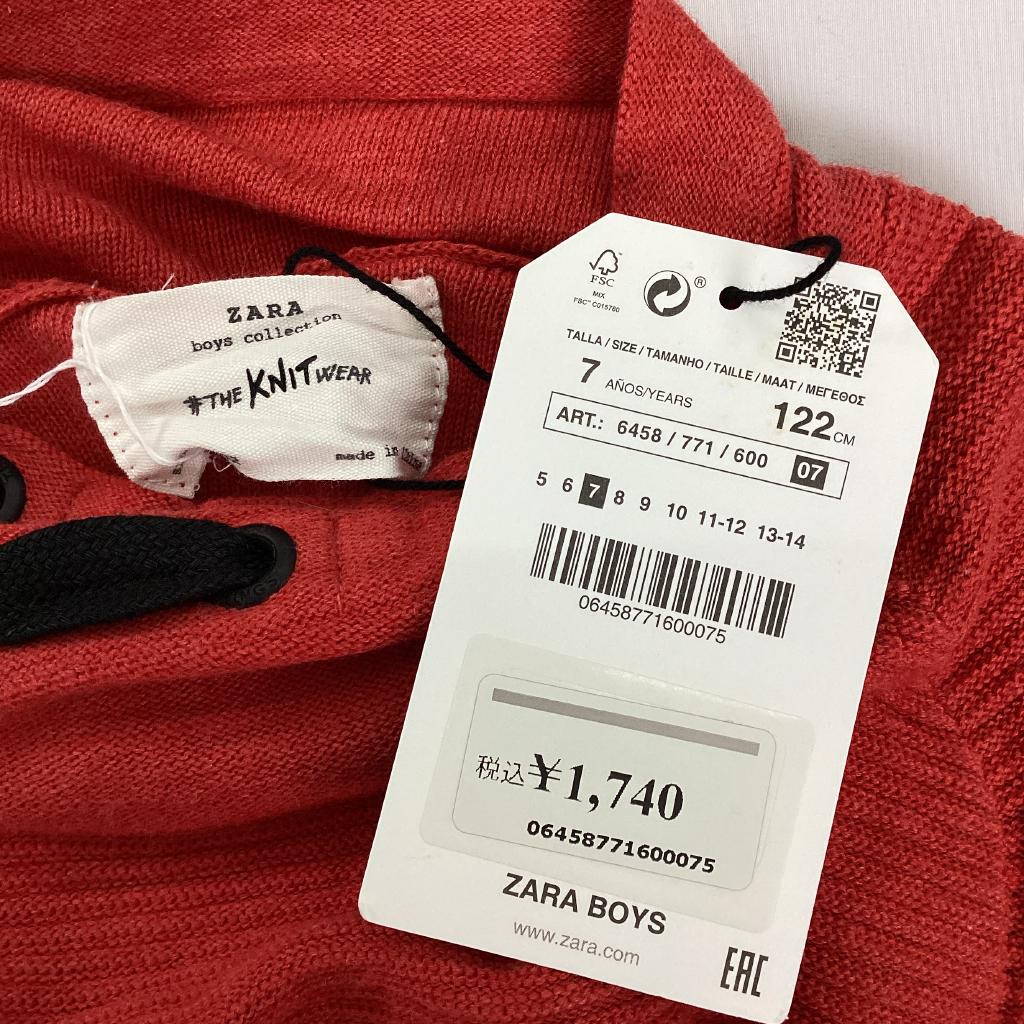 ZARA
boys collection
#THE KNITWEAR
made in
FSC
MIX
FSC™ C015780
®
TALLA / SIZE / TAMANHO / TAILLE / MAAT / ΜΕΓΕΘΟΣ
7 AÑOS/YEARS 122CM
ART.: 6458 / 771 / 600 07
5 6 7 8 9 10 11-12 13-14
06458771600075
税込¥1,740
06458771600075
ZARA BOYS
www.zara.com
EAC